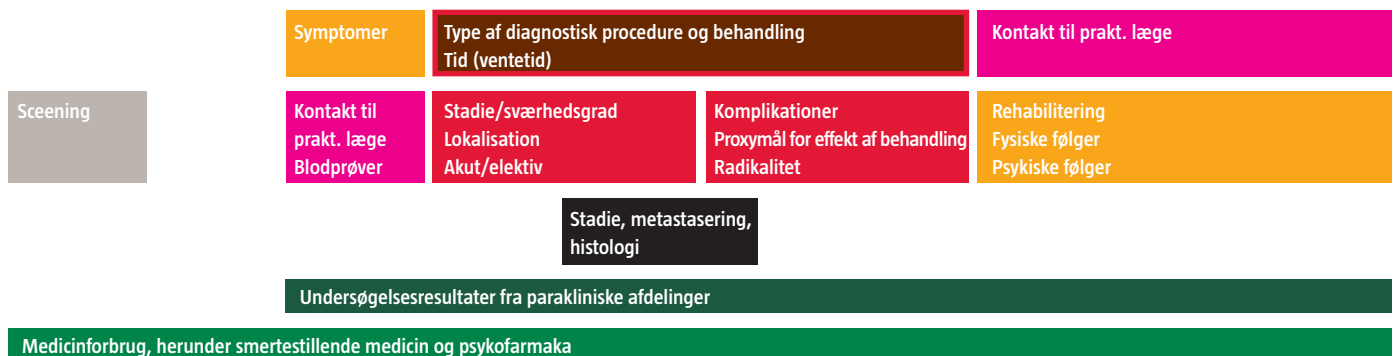 Symptomer
Type af diagnostisk procedure og behandling
Tid (ventetid)
Kontakt til prakt. læge
Sceening
Kontakt til
prakt. læge
Blodprøver
Stadie/sværhedsgrad
Lokalisation
Akut/elektiv
Komplikationer
Proxymål for effekt af behandling
Radikalitet
Rehabilitering
Fysiske følger
Psykiske følger
Stadie, metastasering,
histologi
Undersøgelsesresultater fra parakliniske afdelinger
Medicinforbrug, herunder smertestillende medicin og psykofarmaka